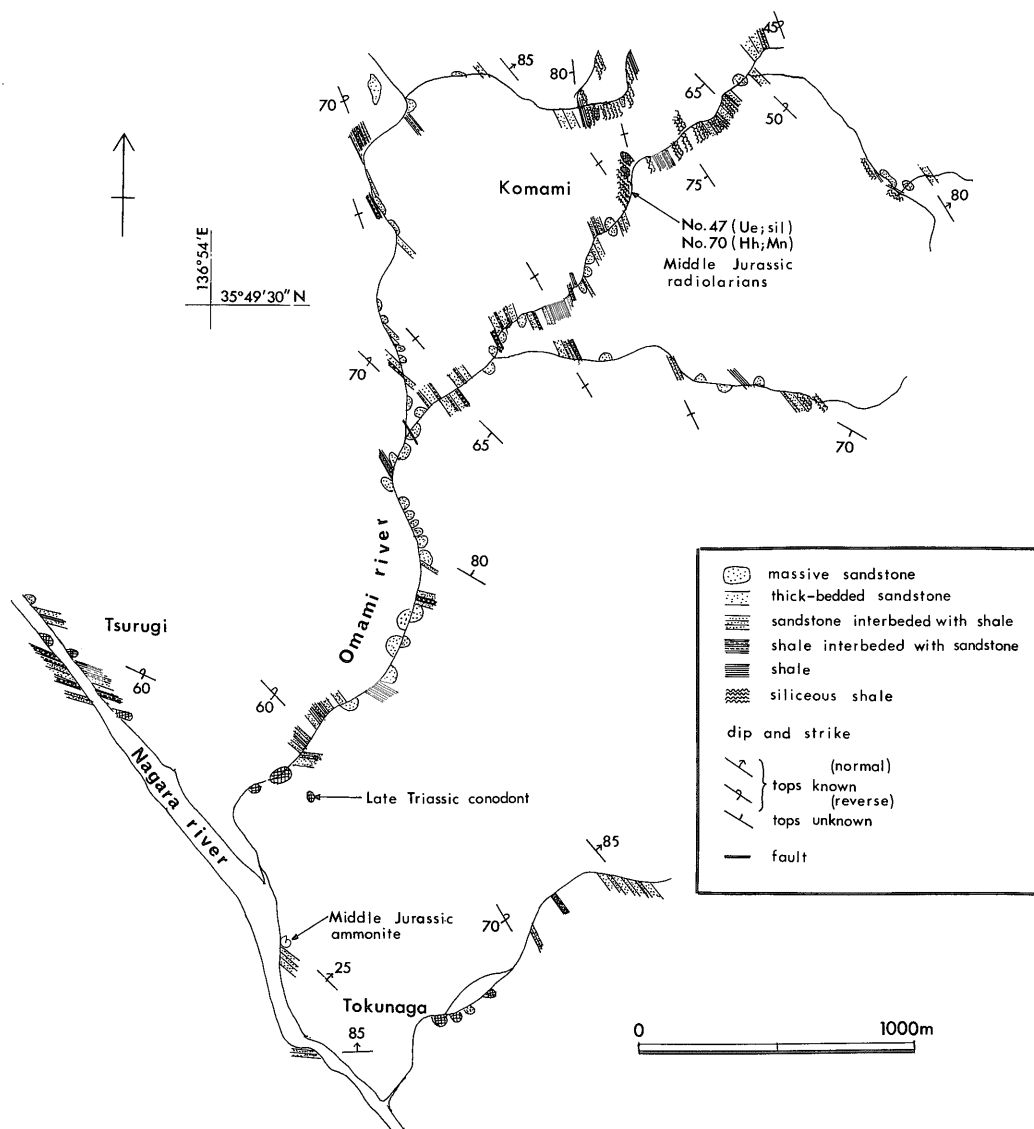 45
85
80
70
65
50
75
80
Komami
No.47 (Ue;sil)
No.70 (Hh;Mn)
Middle Jurassic
radiolarians
136°54'E
35°49'30"N
70
65
70
80
Omami river
Tsurugi
60
60
Nagara river
Late Triassic conodont
85
Middle Jurassic
ammonite
70
25
Tokunaga
85
massive sandstone
thick-bedded sandstone
sandstone interbeded with shale
shale interbeded with sandstone
shale
siliceous shale
dip and strike
(normal)
tops known
(reverse)
tops unknown
fault
0 1000m